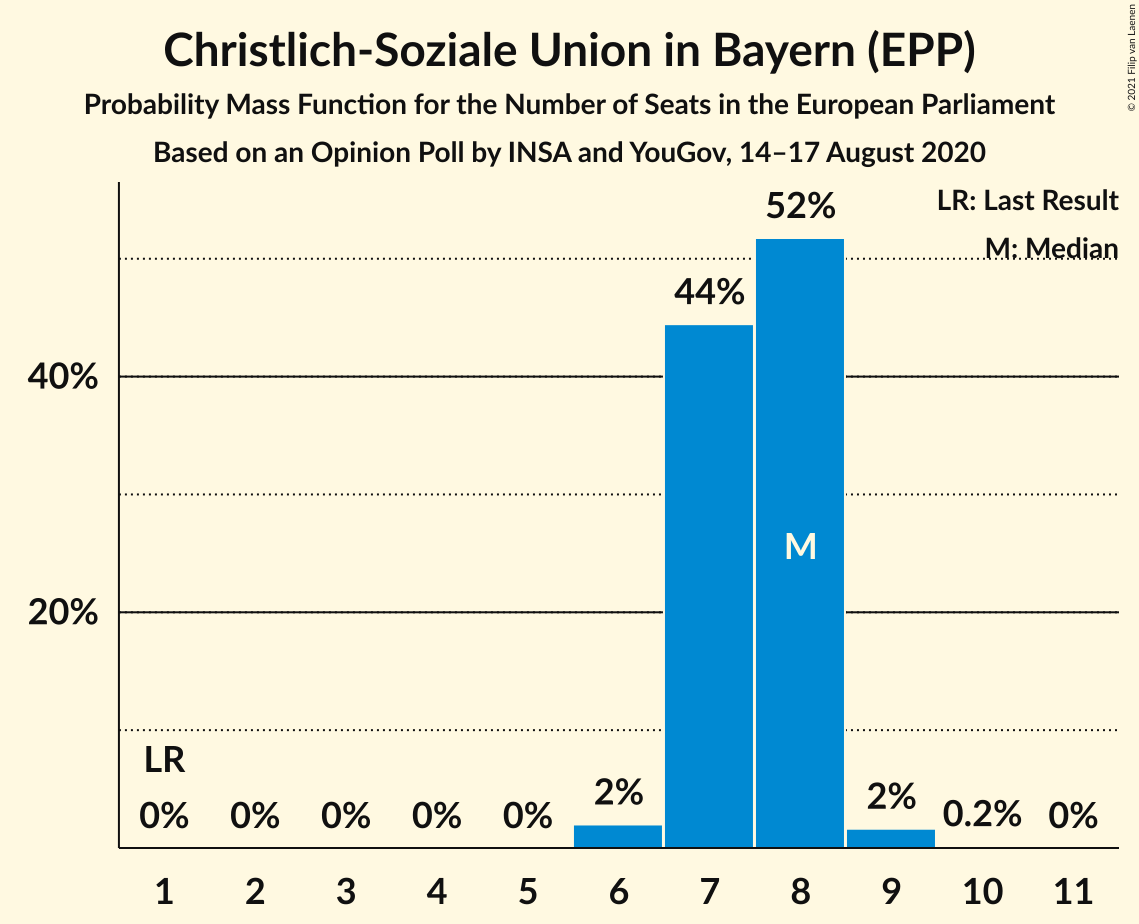 Christlich-Soziale Union in Bayern (EPP)
Probability Mass Function for the Number of Seats in the European Parliament
Based on an Opinion Poll by INSA and YouGov, 14–17 August 2020
© 2021 Filip van Laenen
LR: Last Result
M: Median
52%
44%
40%
M
20%
LR
0% 0% 0% 0% 0% 2% 2% 0.2% 0%
1 2 3 4 5 6 7 8 9 10 11